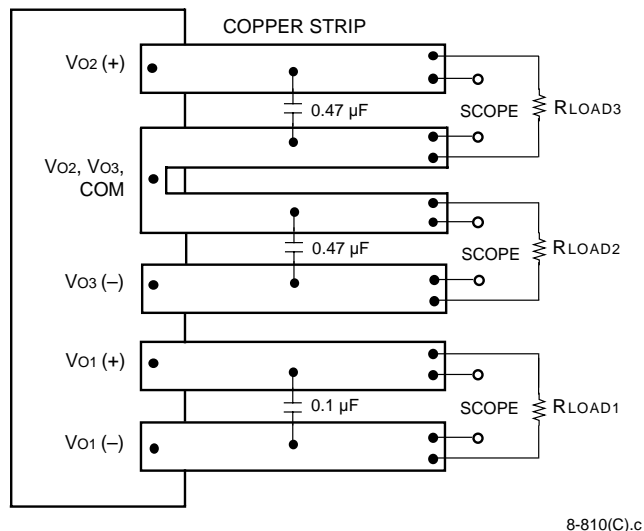 COPPER STRIP
VO2 (+)
0.47 µF
SCOPE
RLOAD3
VO2, VO3,
COM
0.47 µF
SCOPE
RLOAD2
VO3 (–)
VO1 (+)
0.1 µF
SCOPE
RLOAD1
VO1 (–)
8-810(C).c